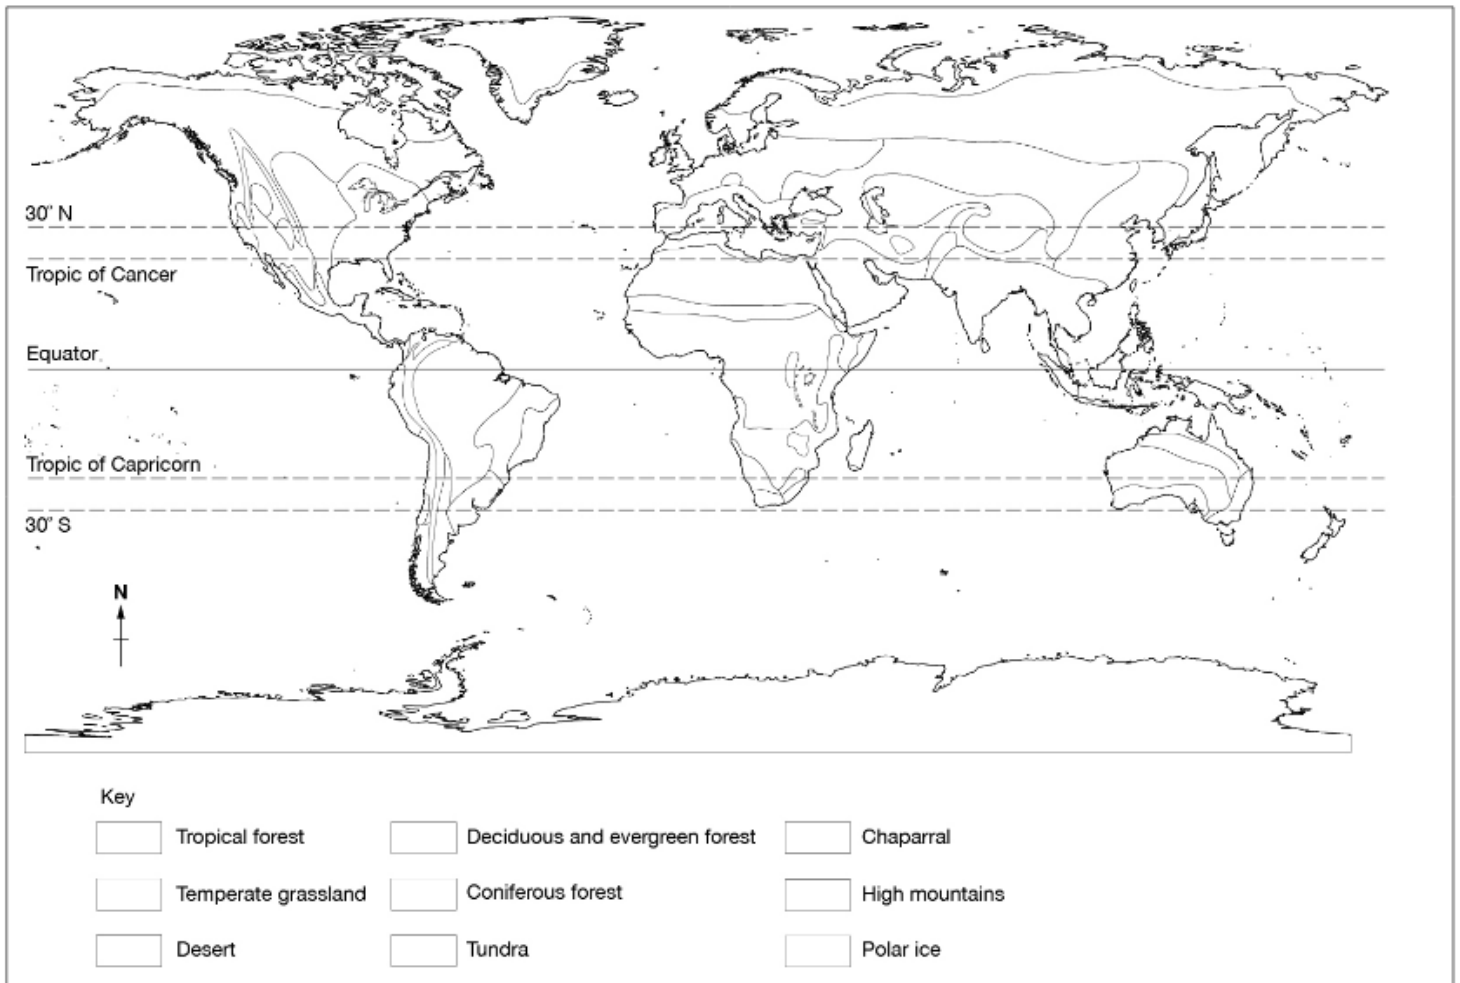 30° N
Tropic of Cancer
Equator
Tropic of Capricorn
30° S
N
Key
Tropical forest
Deciduous and evergreen forest
Chaparral
Temperate grassland
Coniferous forest
High mountains
Desert
Tundra
Polar ice